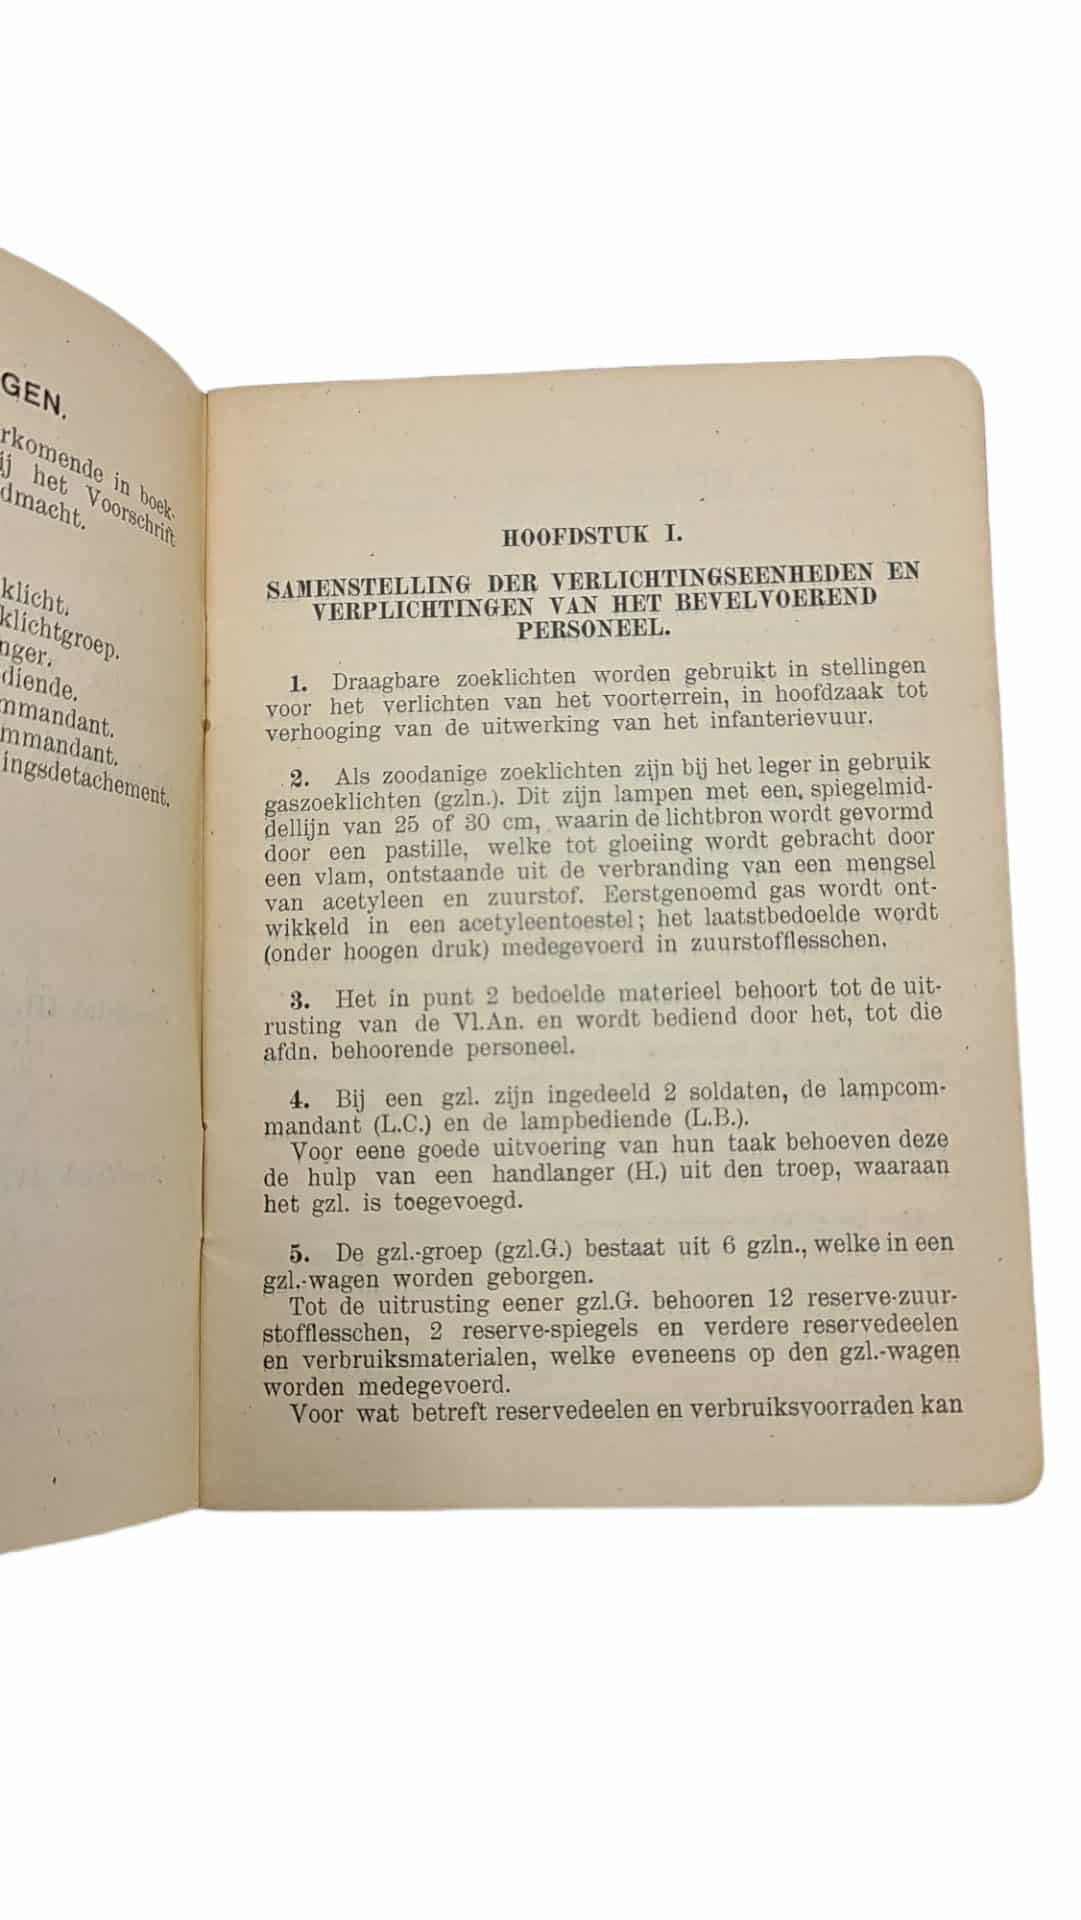 GEN.
rkomende in boek-
ij het Voorschrift
dmacht.
klicht.
klichtgroep.
nger.
diende.
mmandant.
mmandant.
ingsdetachement.
HOOFDSTUK I.
SAMENSTELLING DER VERLICHTINGSEENHEDEN EN
VERPLICHTINGEN VAN HET BEVELVOEREND
PERSONEEL.
1. Draagbare zoeklichten worden gebruikt in stellingen
voor het verlichten van het voorterrein, in hoofdzaak tot
verhooging van de uitwerking van het infanterievuur.
2. Als zoodanige zoeklichten zijn bij het leger in gebruik
gaszoeklichten (gzln.). Dit zijn lampen met een spiegelmid-
dellijn van 25 of 30 cm, waarin de lichtbron wordt gevormd
door een pastille, welke tot gloeiing wordt gebracht door
een vlam, ontstaande uit de verbranding van een mengsel
van acetyleen en zuurstof. Eerstgenoemd gas wordt ont-
wikkeld in een acetyleentoestel; het laatstbedoelde wordt
(onder hoogen druk) medegevoerd in zuurstofflesschen.
3. Het in punt 2 bedoelde materieel behoort tot de uit-
rusting van de Vl.An. en wordt bediend door het, tot die
afdn. behoorende personeel.
4. Bij een gzl. zijn ingedeeld 2 soldaten, de lampcom-
mandant (L.C.) en de lampbediende (L.B.).
Voor eene goede uitvoering van hun taak behoeven deze
de hulp van een handlanger (H.) uit den troep, waaraan
het gzl. is toegevoegd.
5. De gzl.-groep (gzl.G.) bestaat uit 6 gzln., welke in een
gzl.-wagen worden geborgen.
Tot de uitrusting eener gzl.G. behooren 12 reserve-zuur-
stofflesschen, 2 reserve-spiegels en verdere reservedeelen
en verbruiksmaterialen, welke eveneens op den gzl.-wagen
worden medegevoerd.
Voor wat betreft reservedeelen en verbruiksvoorraden kan